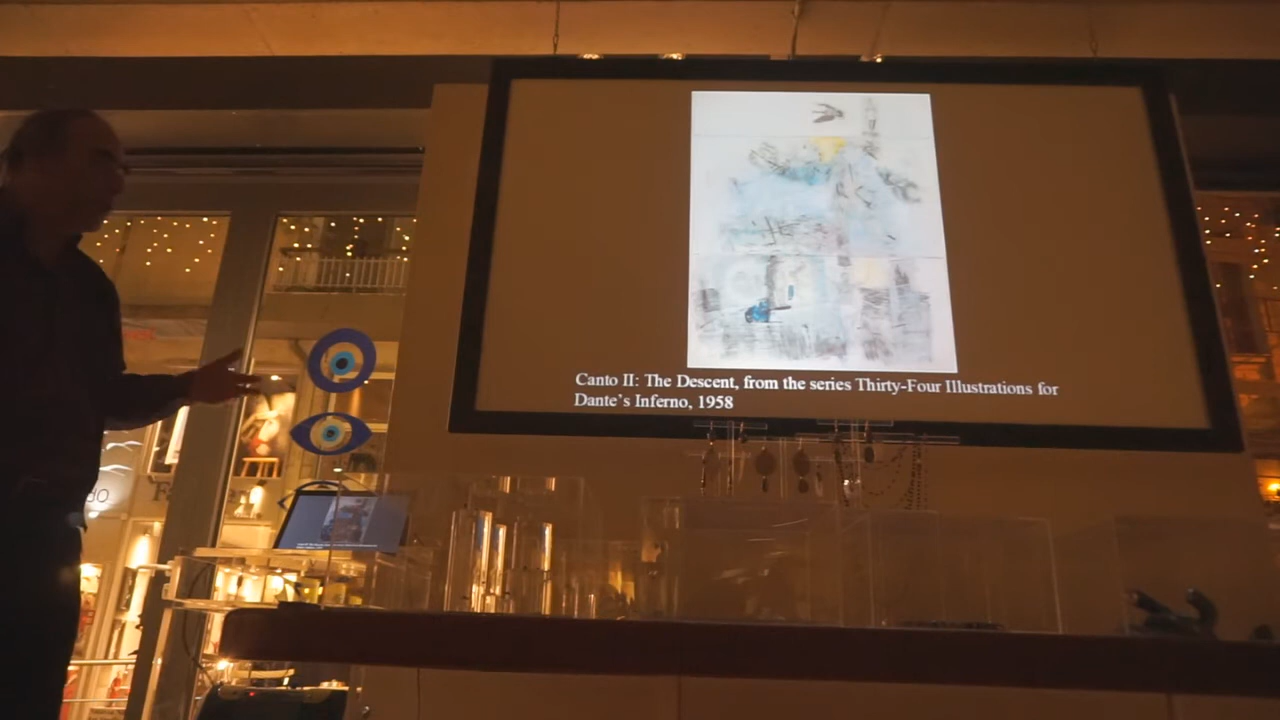 Canto II: The Descent, from the series Thirty-Four Illustrations for
Dante's Inferno, 1958